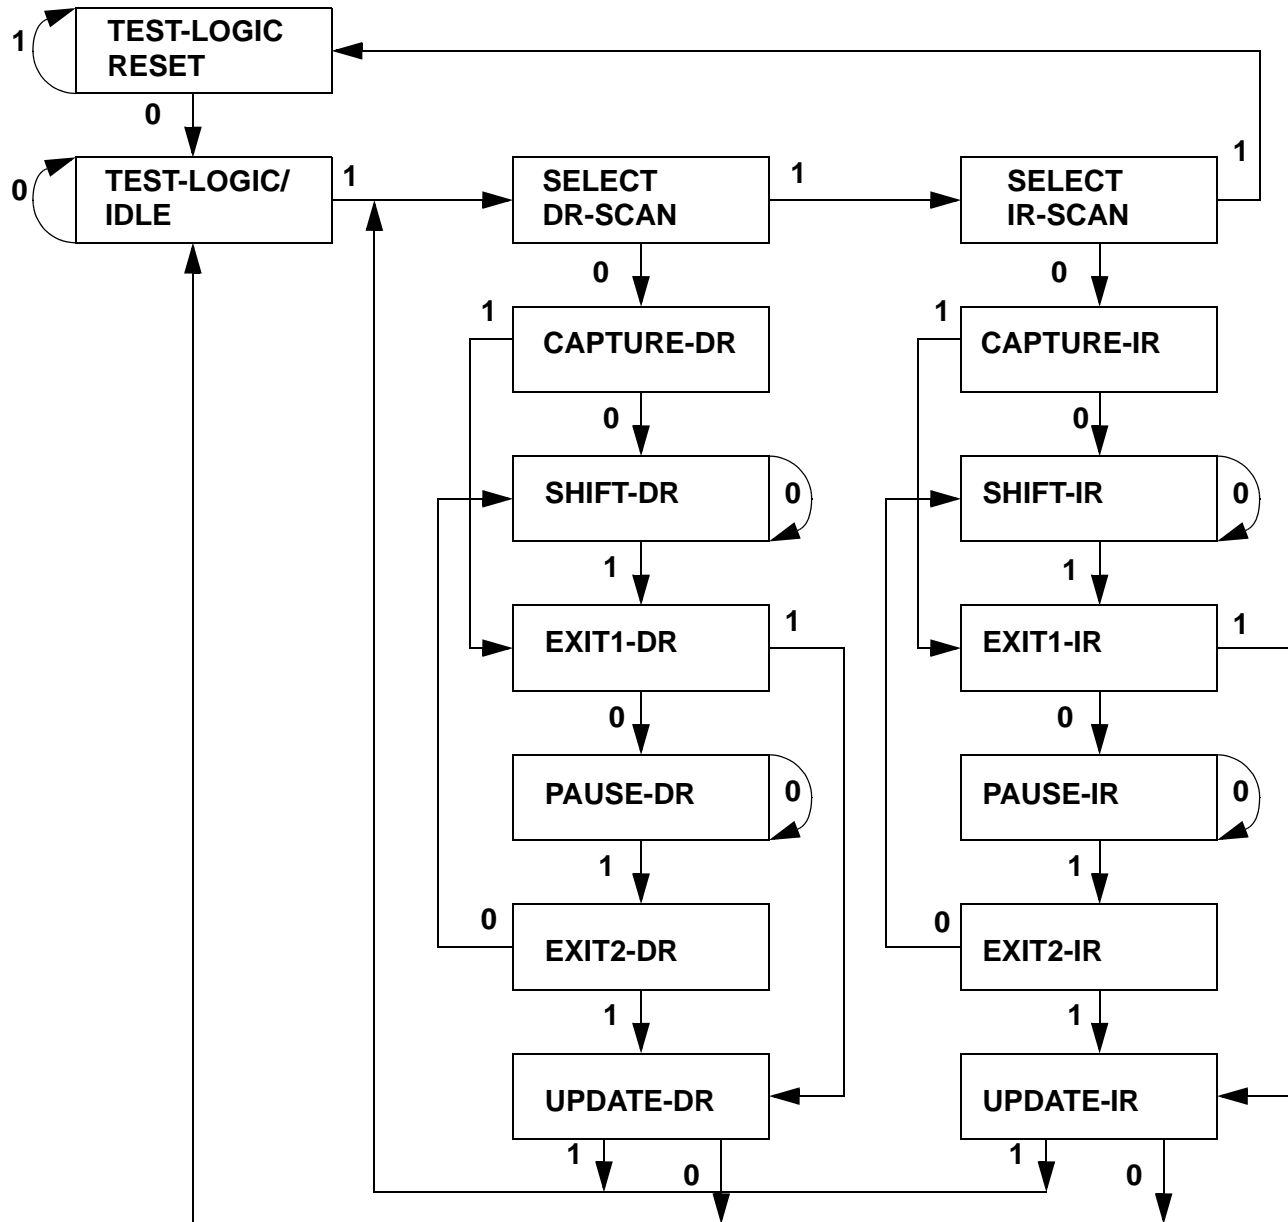 1
TEST-LOGIC
RESET
0
0
TEST-LOGIC/
IDLE
1
SELECT
DR-SCAN
1
SELECT
IR-SCAN
1
0
0
1
CAPTURE-DR
1
CAPTURE-IR
0
0
SHIFT-DR
0
SHIFT-IR
0
1
1
EXIT1-DR
1
EXIT1-IR
1
0
0
PAUSE-DR
0
PAUSE-IR
0
1
1
0
EXIT2-DR
0
EXIT2-IR
1
1
UPDATE-DR
UPDATE-IR
1
0
1
0